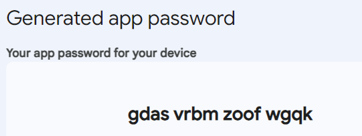 Generated app password
Your app password for your device
gdas vrbm zoof wgqk